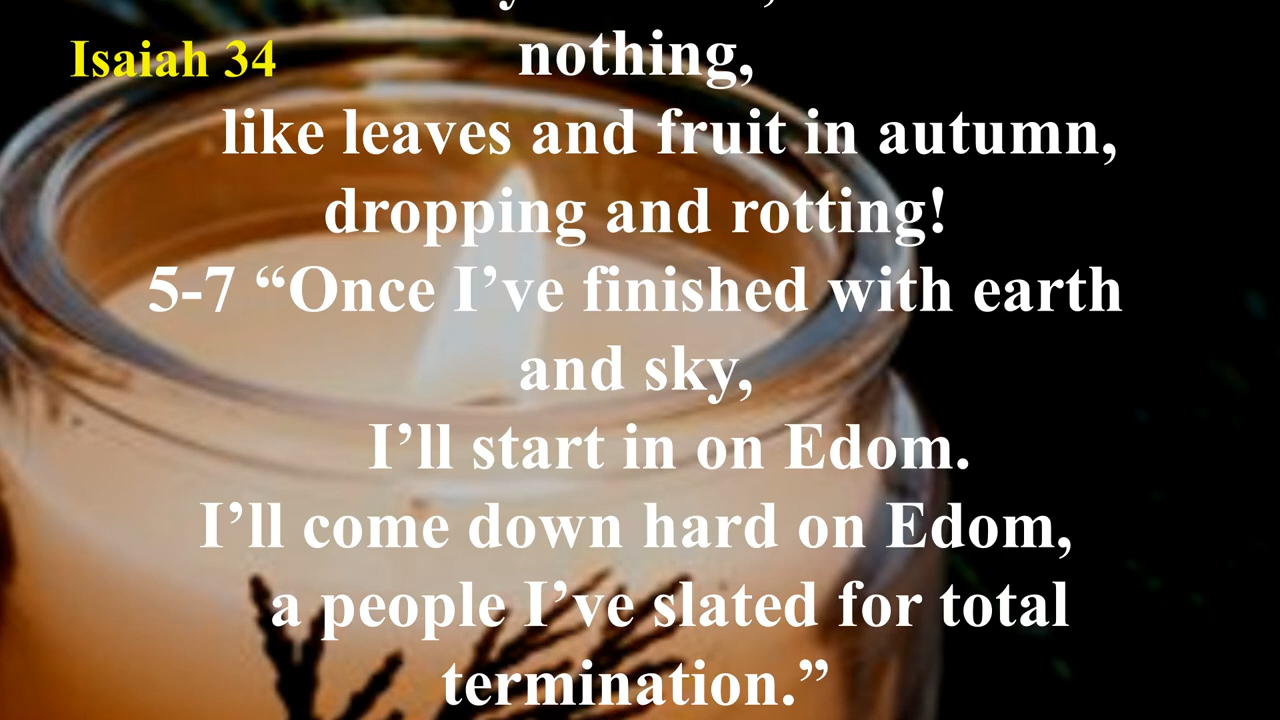 Isaiah 34
nothing,
like leaves and fruit in autumn,
dropping and rotting!
5-7 “Once I’ve finished with earth
and sky,
I’ll start in on Edom.
I’ll come down hard on Edom,
a people I’ve slated for total
termination.”